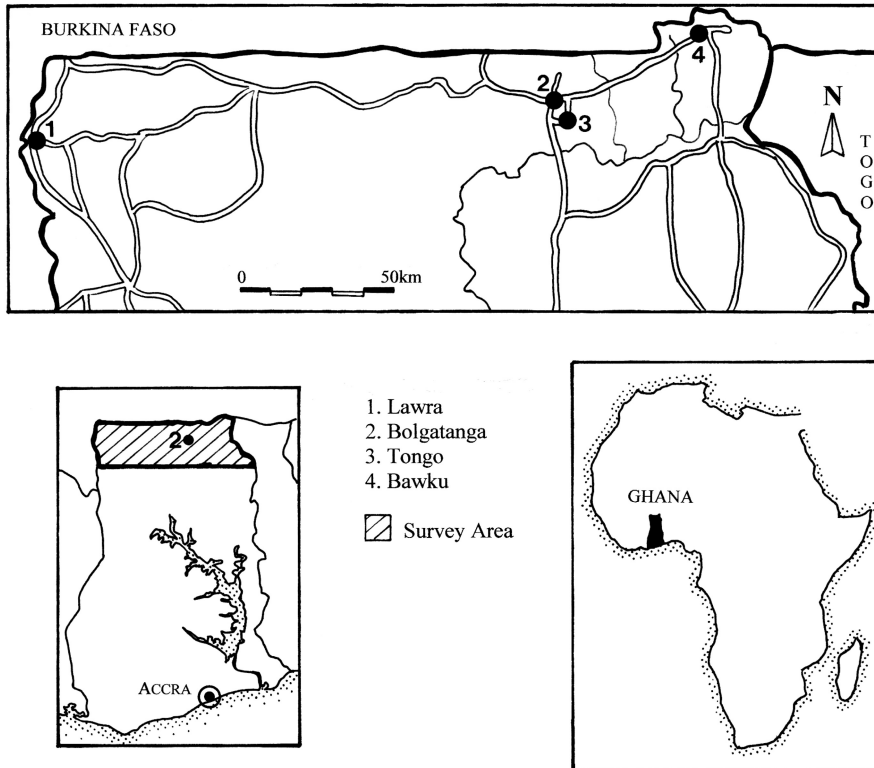 BURKINA FASO
1
2
3
4
N
TOGO
0 50km
2
ACCRA
1. Lawra
2. Bolgatanga
3. Tongo
4. Bawku
Survey Area
GHANA